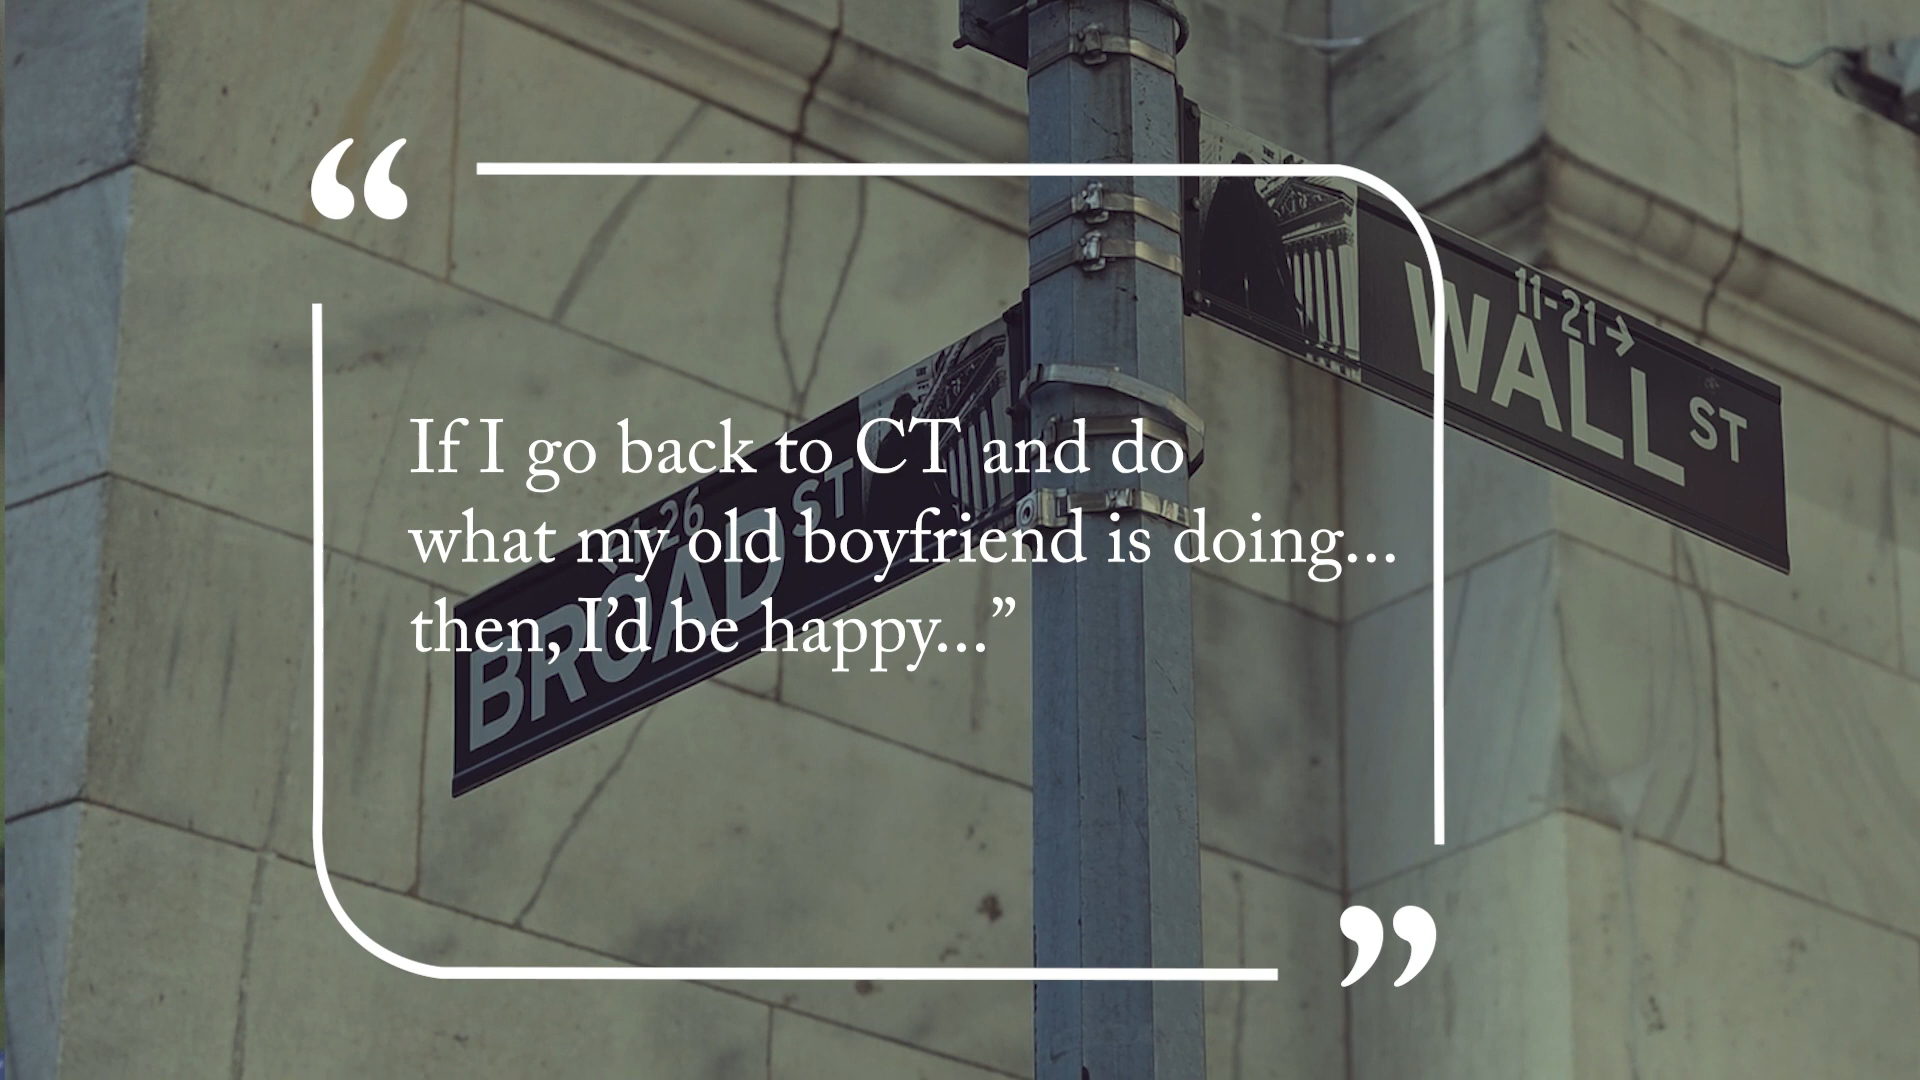 “
11-21→
WALL ST
If I go back to CT and do
what my old boyfriend is doing...
then, I’d be happy...”
11-26
BROAD ST
”